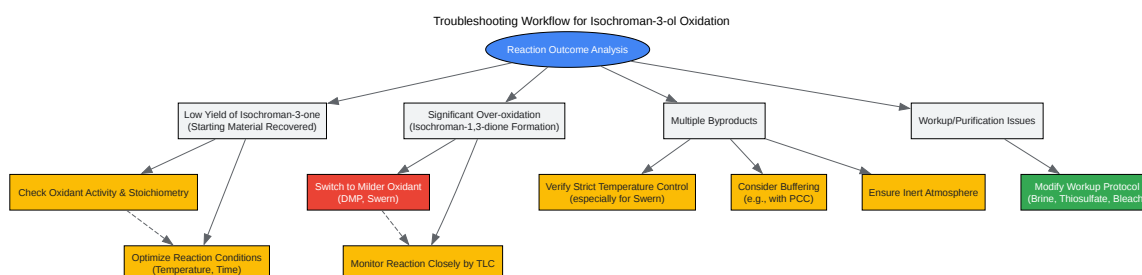 Troubleshooting Workflow for Isochroman-3-ol Oxidation
Reaction Outcome Analysis
Low Yield of Isochroman-3-one
(Starting Material Recovered)
Significant Over-oxidation
(Isochroman-1,3-dione Formation)
Multiple Byproducts
Workup/Purification Issues
Check Oxidant Activity & Stoichiometry
Switch to Milder Oxidant
(DMP, Swern)
Verify Strict Temperature Control
(especially for Swern)
Consider Buffering
(e.g., with PCC)
Ensure Inert Atmosphere
Modify Workup Protocol
(Brine, Thiosulfate, Bleach
Optimize Reaction Conditions
(Temperature, Time)
Monitor Reaction Closely by TLC